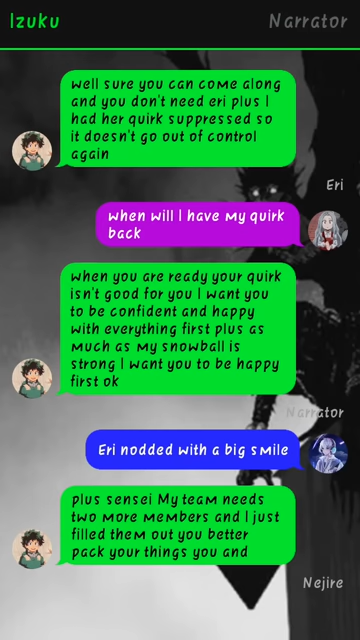 Izuku
Narrator
well sure you can come along
and you don't need eri plus I
had her quirk suppressed so
it doesn't go out of control
again
Eri
when will I have my quirk
back
when you are ready your quirk
isn't good for you I want you
to be confident and happy
with everything first plus as
much as my snowball is
strong I want you to be happy
first ok
Narrator
Eri nodded with a big smile
plus sensei My team needs
two more members and I just
filled them out you better
pack your things you and
Nejire